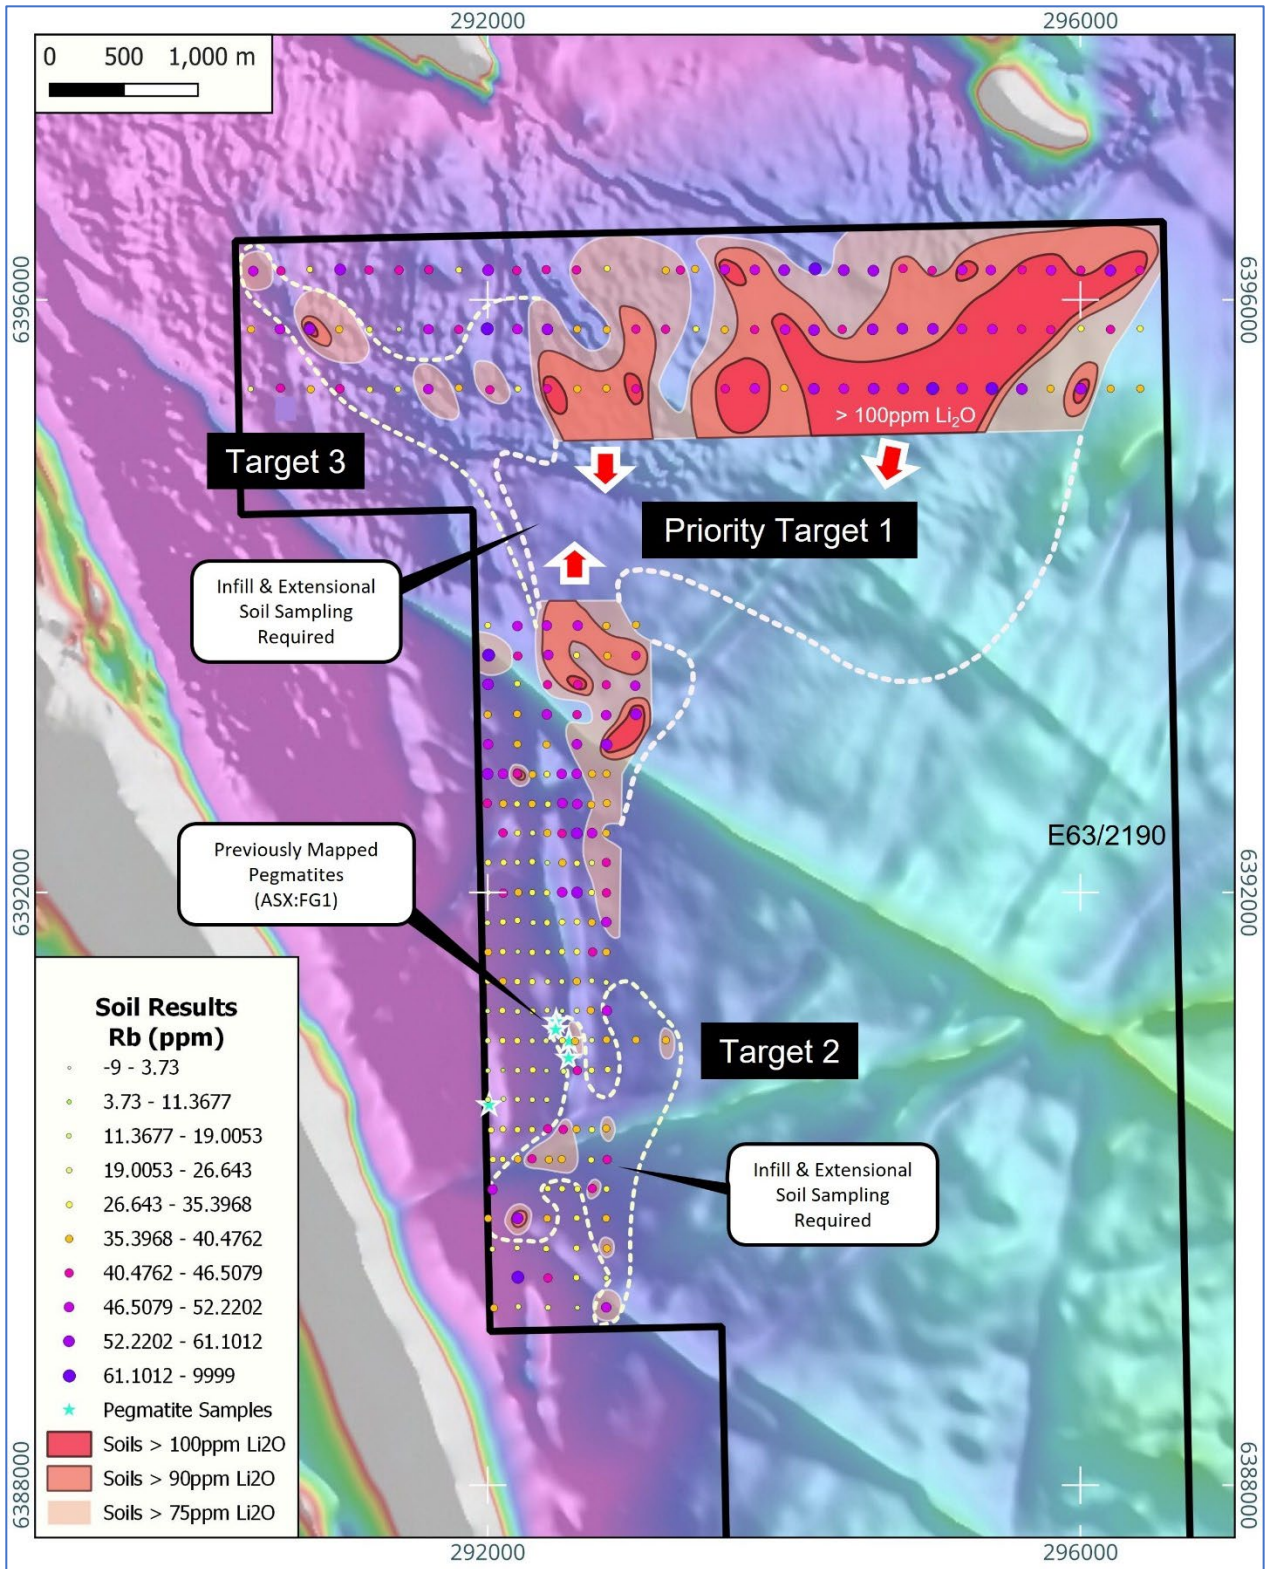 292000
296000
0 500 1,000 m
6396000
6396000
> 100ppm Li₂O
Target 3
Priority Target 1
Infill & Extensional
Soil Sampling
Required
E63/2190
Previously Mapped
Pegmatites
(ASX:FG1)
6392000
6392000
Target 2
Infill & Extensional
Soil Sampling
Required
Soil Results
Rb (ppm)
-9 - 3.73
3.73 - 11.3677
11.3677 - 19.0053
19.0053 - 26.643
26.643 - 35.3968
35.3968 - 40.4762
40.4762 - 46.5079
46.5079 - 52.2202
52.2202 - 61.1012
61.1012 - 9999
Pegmatite Samples
Soils > 100ppm Li2O
Soils > 90ppm Li2O
Soils > 75ppm Li2O
6388000
6388000
292000
296000